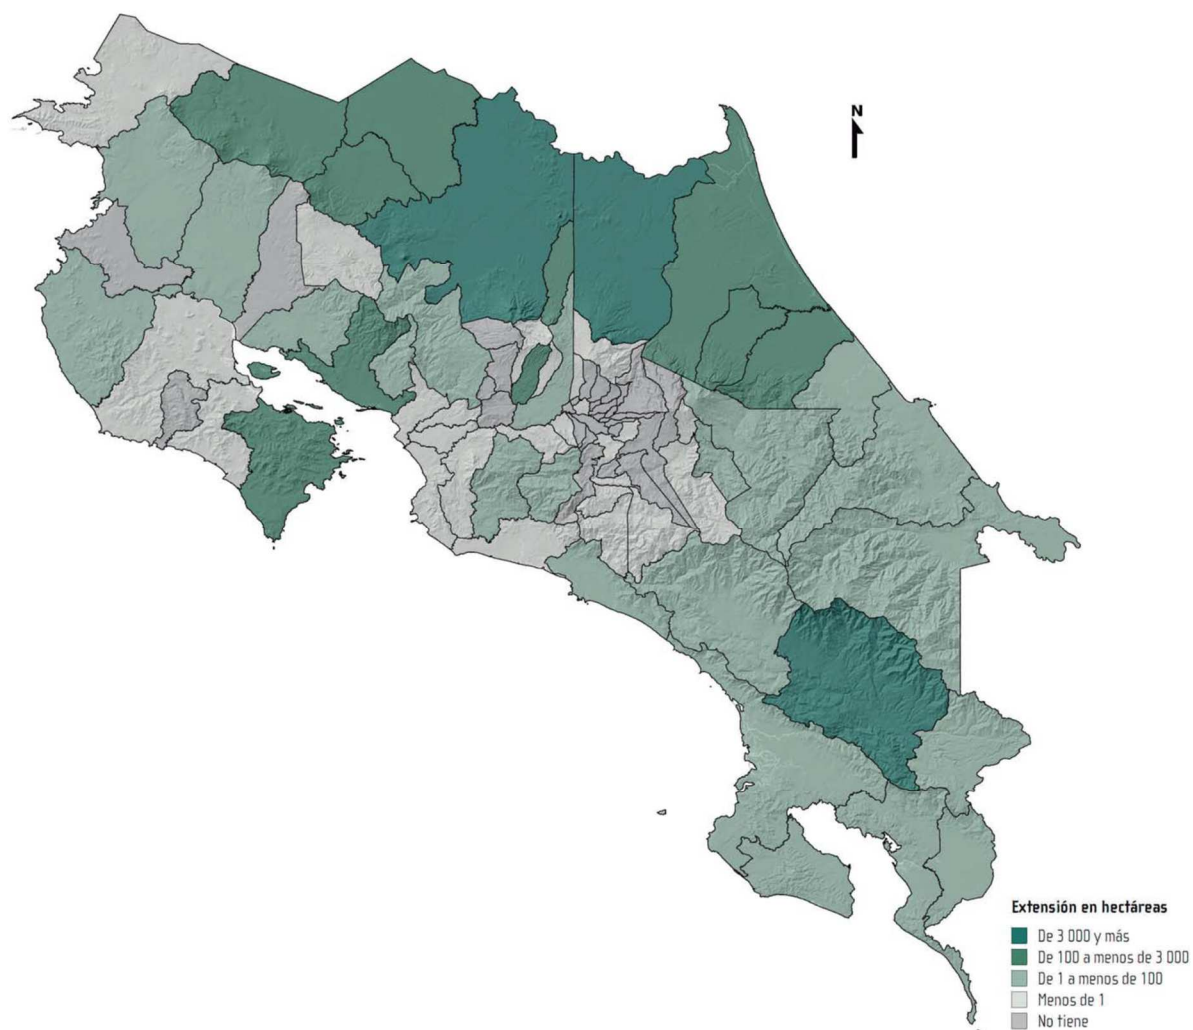 N
Extensión en hectáreas
De 3 000 y más
De 100 a menos de 3 000
De 1 a menos de 100
Menos de 1
No tiene